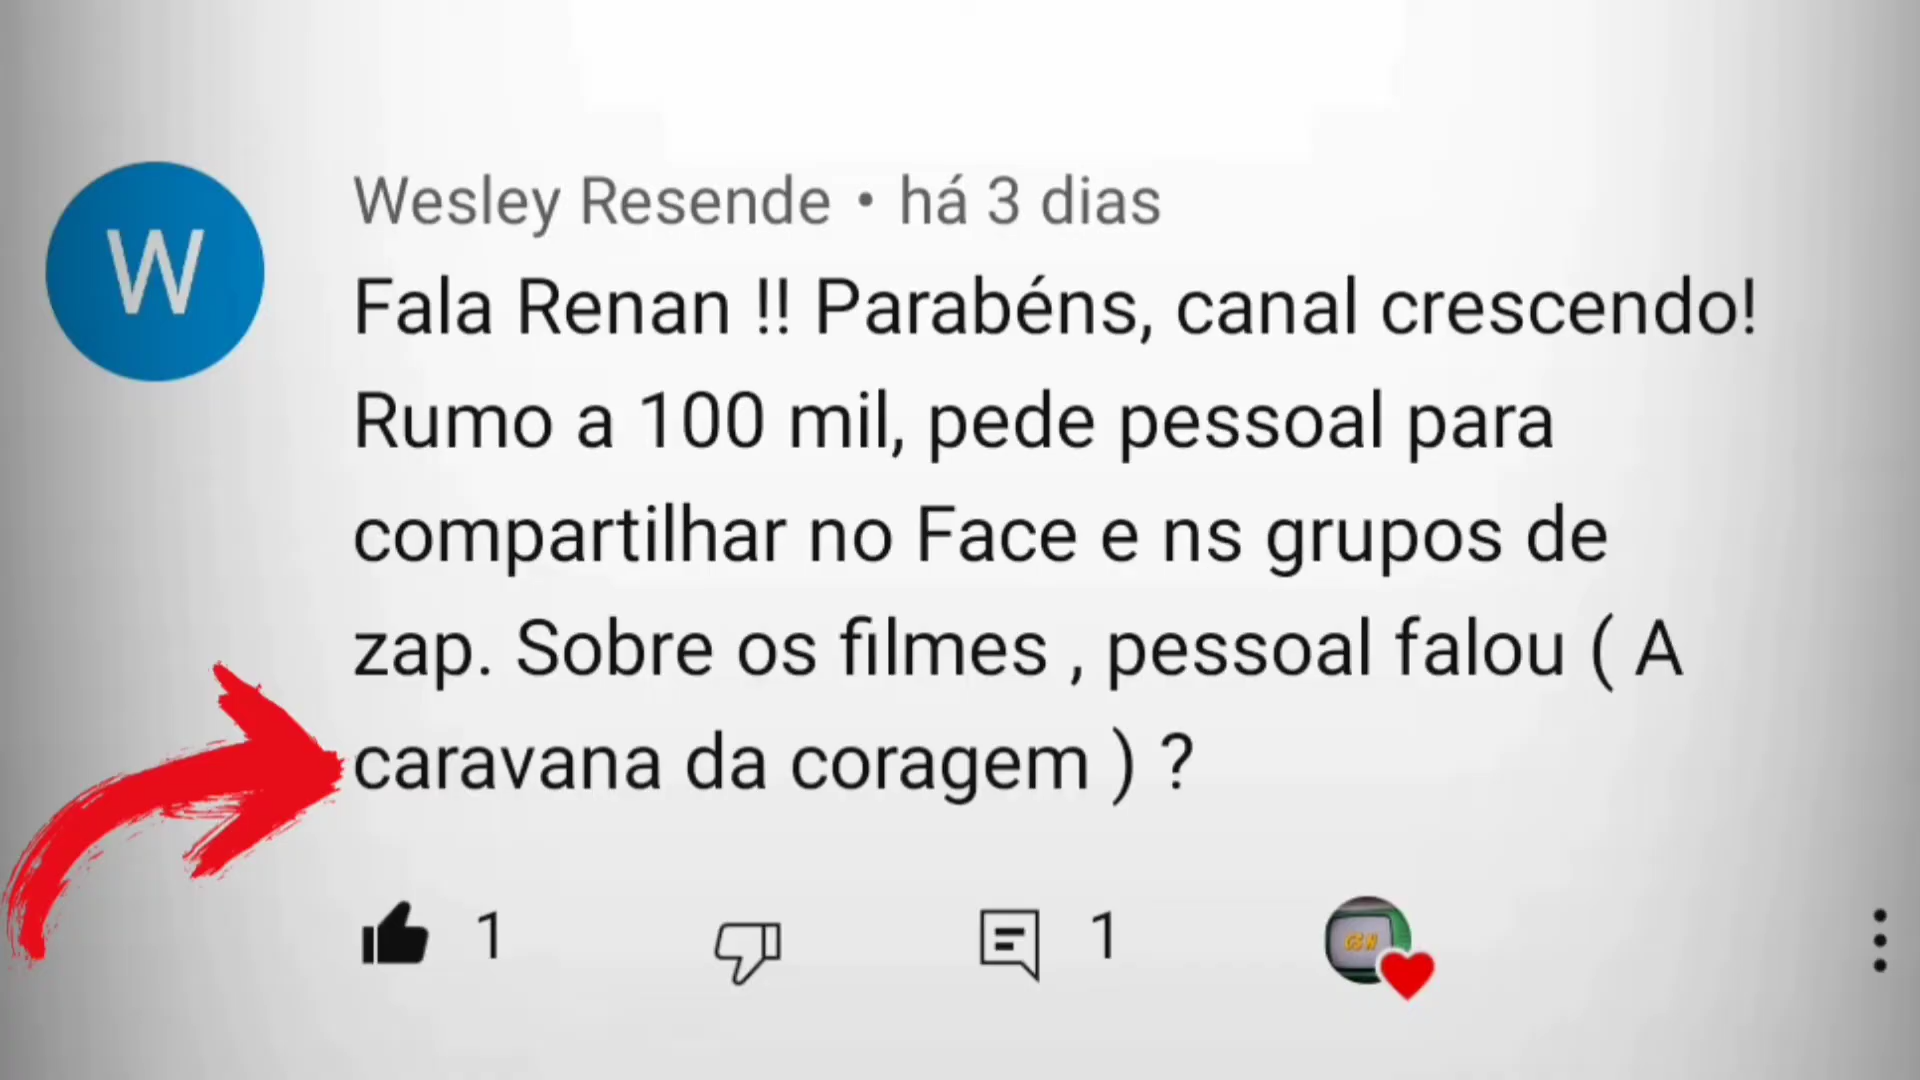 W
Wesley Resende • há 3 dias
Fala Renan !! Parabéns, canal crescendo!
Rumo a 100 mil, pede pessoal para
compartilhar no Face e ns grupos de
zap. Sobre os filmes , pessoal falou ( A
caravana da coragem ) ?
1 1